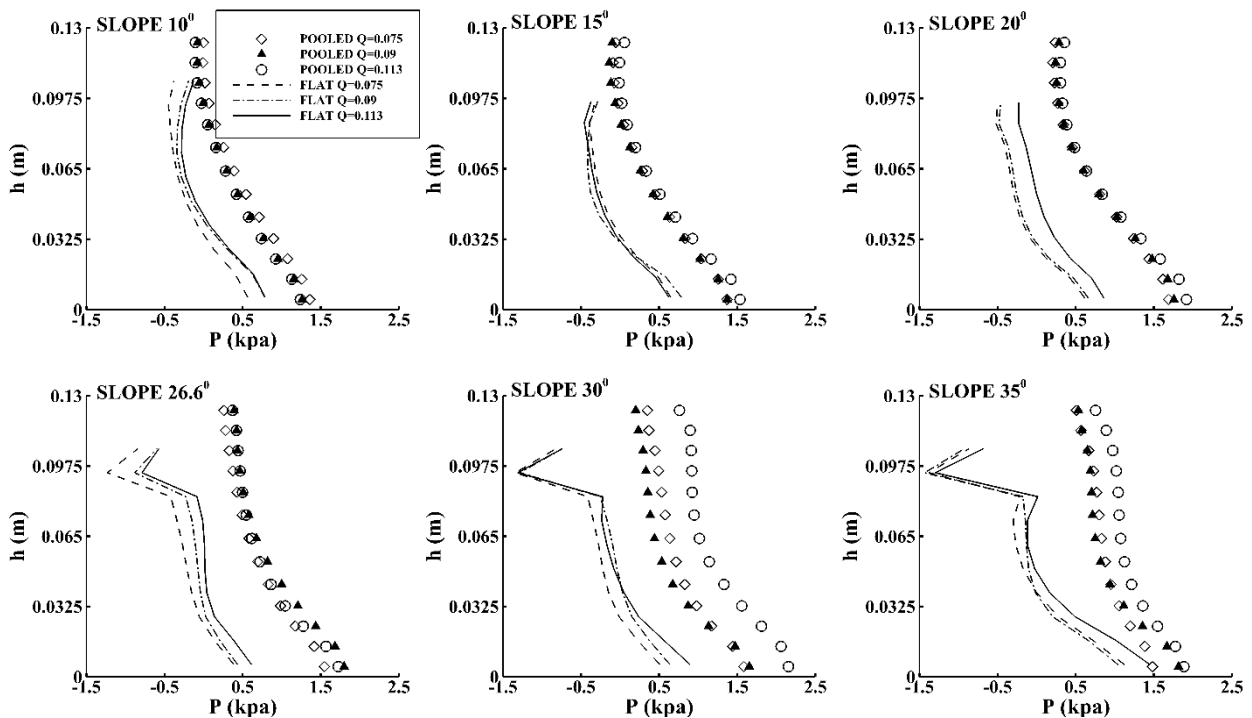 SLOPE 10⁰
0.13
0.0975
0.065
0.0325
0
h (m)
-1.5
-0.5
0.5
1.5
2.5
P (kpa)
POOLED Q=0.075
POOLED Q=0.09
POOLED Q=0.113
FLAT Q=0.075
FLAT Q=0.09
FLAT Q=0.113
SLOPE 15⁰
0.13
0.0975
0.065
0.0325
0
h (m)
-1.5
-0.5
0.5
1.5
2.5
P (kpa)
SLOPE 20⁰
0.13
0.0975
0.065
0.0325
0
h (m)
-1.5
-0.5
0.5
1.5
2.5
P (kpa)
SLOPE 26.6⁰
0.13
0.0975
0.065
0.0325
0
h (m)
-1.5
-0.5
0.5
1.5
2.5
P (kpa)
SLOPE 30⁰
0.13
0.0975
0.065
0.0325
0
h (m)
-1.5
-0.5
0.5
1.5
2.5
P (kpa)
SLOPE 35⁰
0.13
0.0975
0.065
0.0325
0
h (m)
-1.5
-0.5
0.5
1.5
2.5
P (kpa)